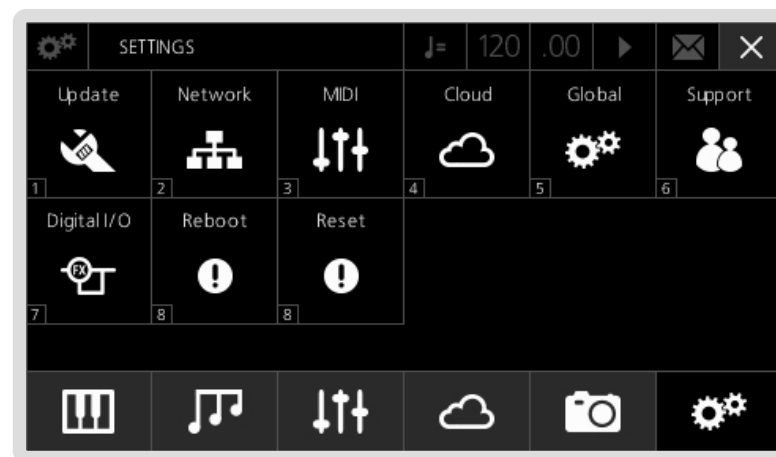 SETTINGS = 120 .00
Update Network MIDI Cloud Global Support
1 2 3 4 5 6
Digital I/O Reboot Reset
FX
7 8 8